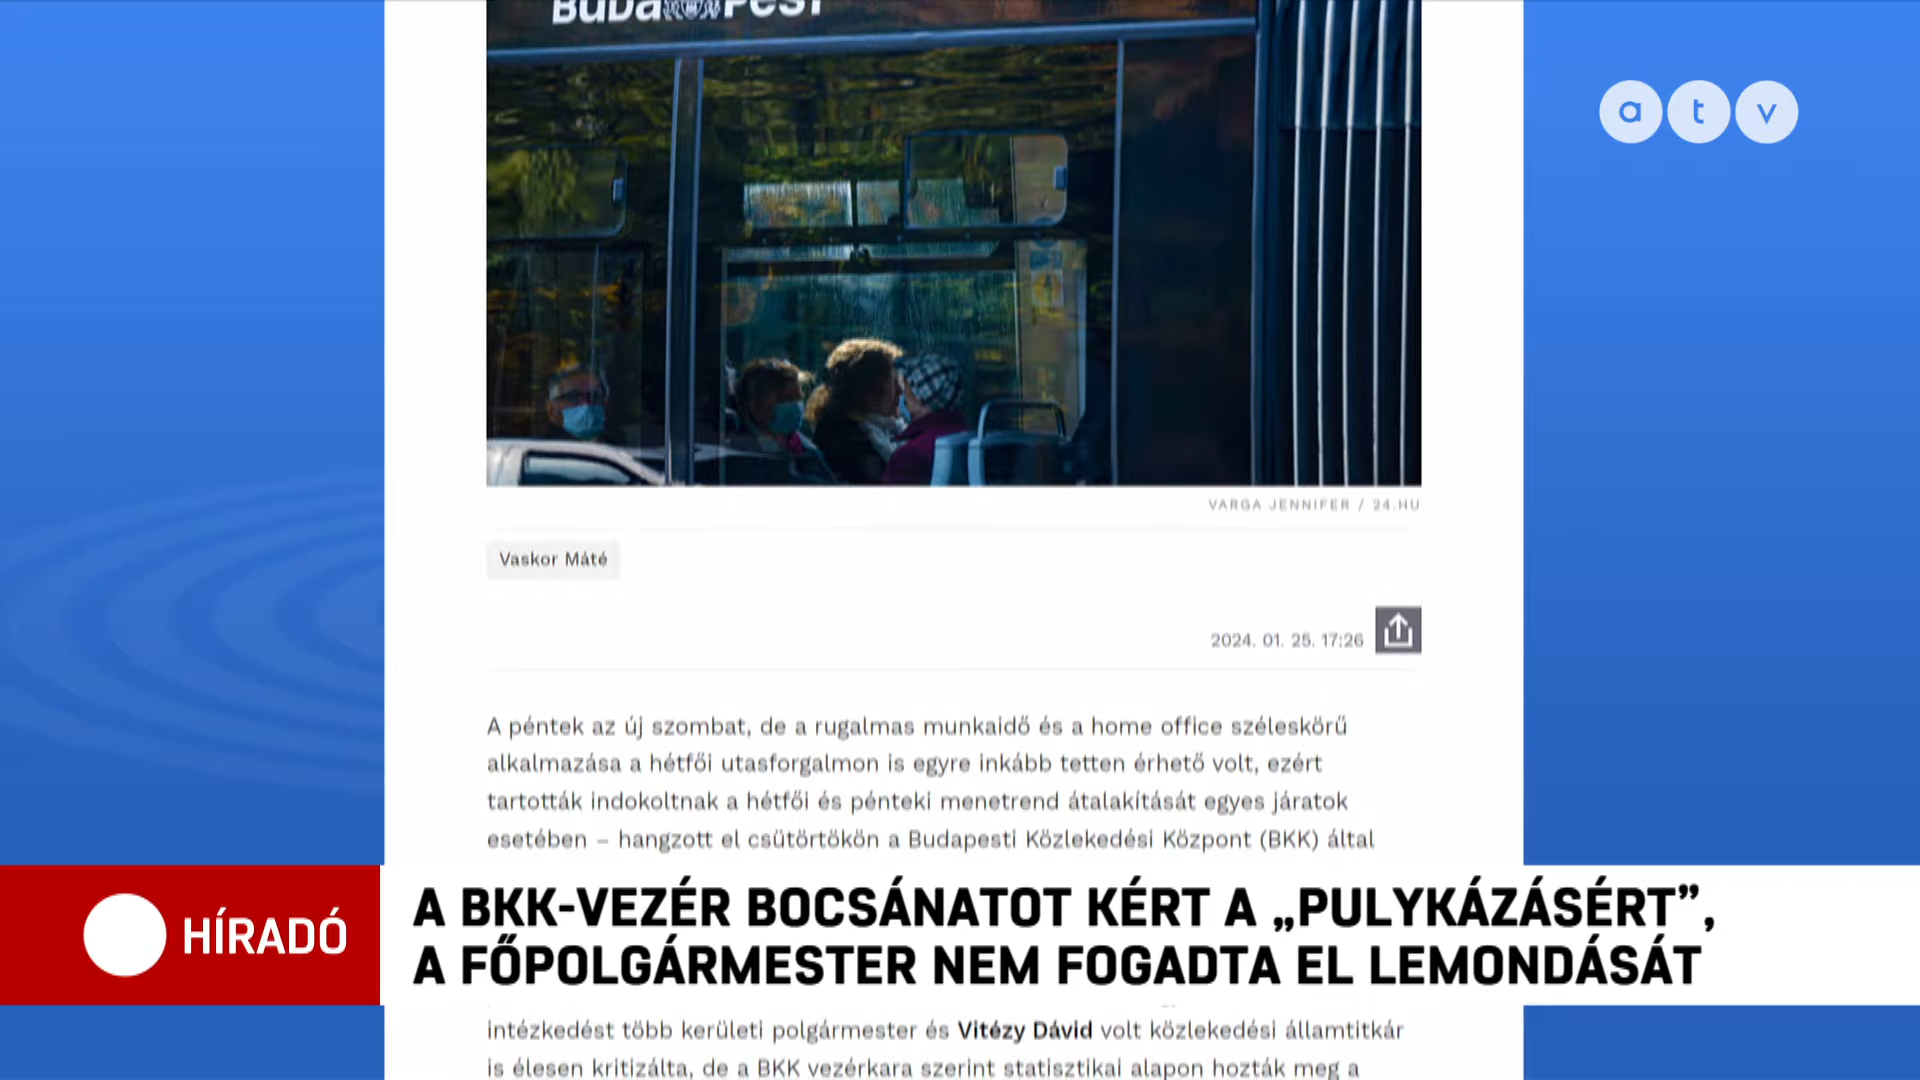 BUDAPEST
a t v
VARGA JENNIFER / 24.HU
Vaskor Máté
2024. 01. 25. 17:26
A péntek az új szombat, de a rugalmas munkaidő és a home office széleskörű
alkalmazása a hétfői utasforgalmon is egyre inkább tetten érhető volt, ezért
tartották indokoltnak a hétfői és pénteki menetrend átalakítását egyes járatok
esetében – hangzott el csütörtökön a Budapesti Közlekedési Központ (BKK) által
HÍRADÓ
A BKK-VEZÉR BOCSÁNATOT KÉRT A „PULYKÁZÁSÉRT”,
A FŐPOLGÁRMESTER NEM FOGADTA EL LEMONDÁSÁT
intézkedést több kerületi polgármester és Vitézy Dávid volt közlekedési államtitkár
is élesen kritizálta, de a BKK vezérkara szerint statisztikai alapon hozták meg a